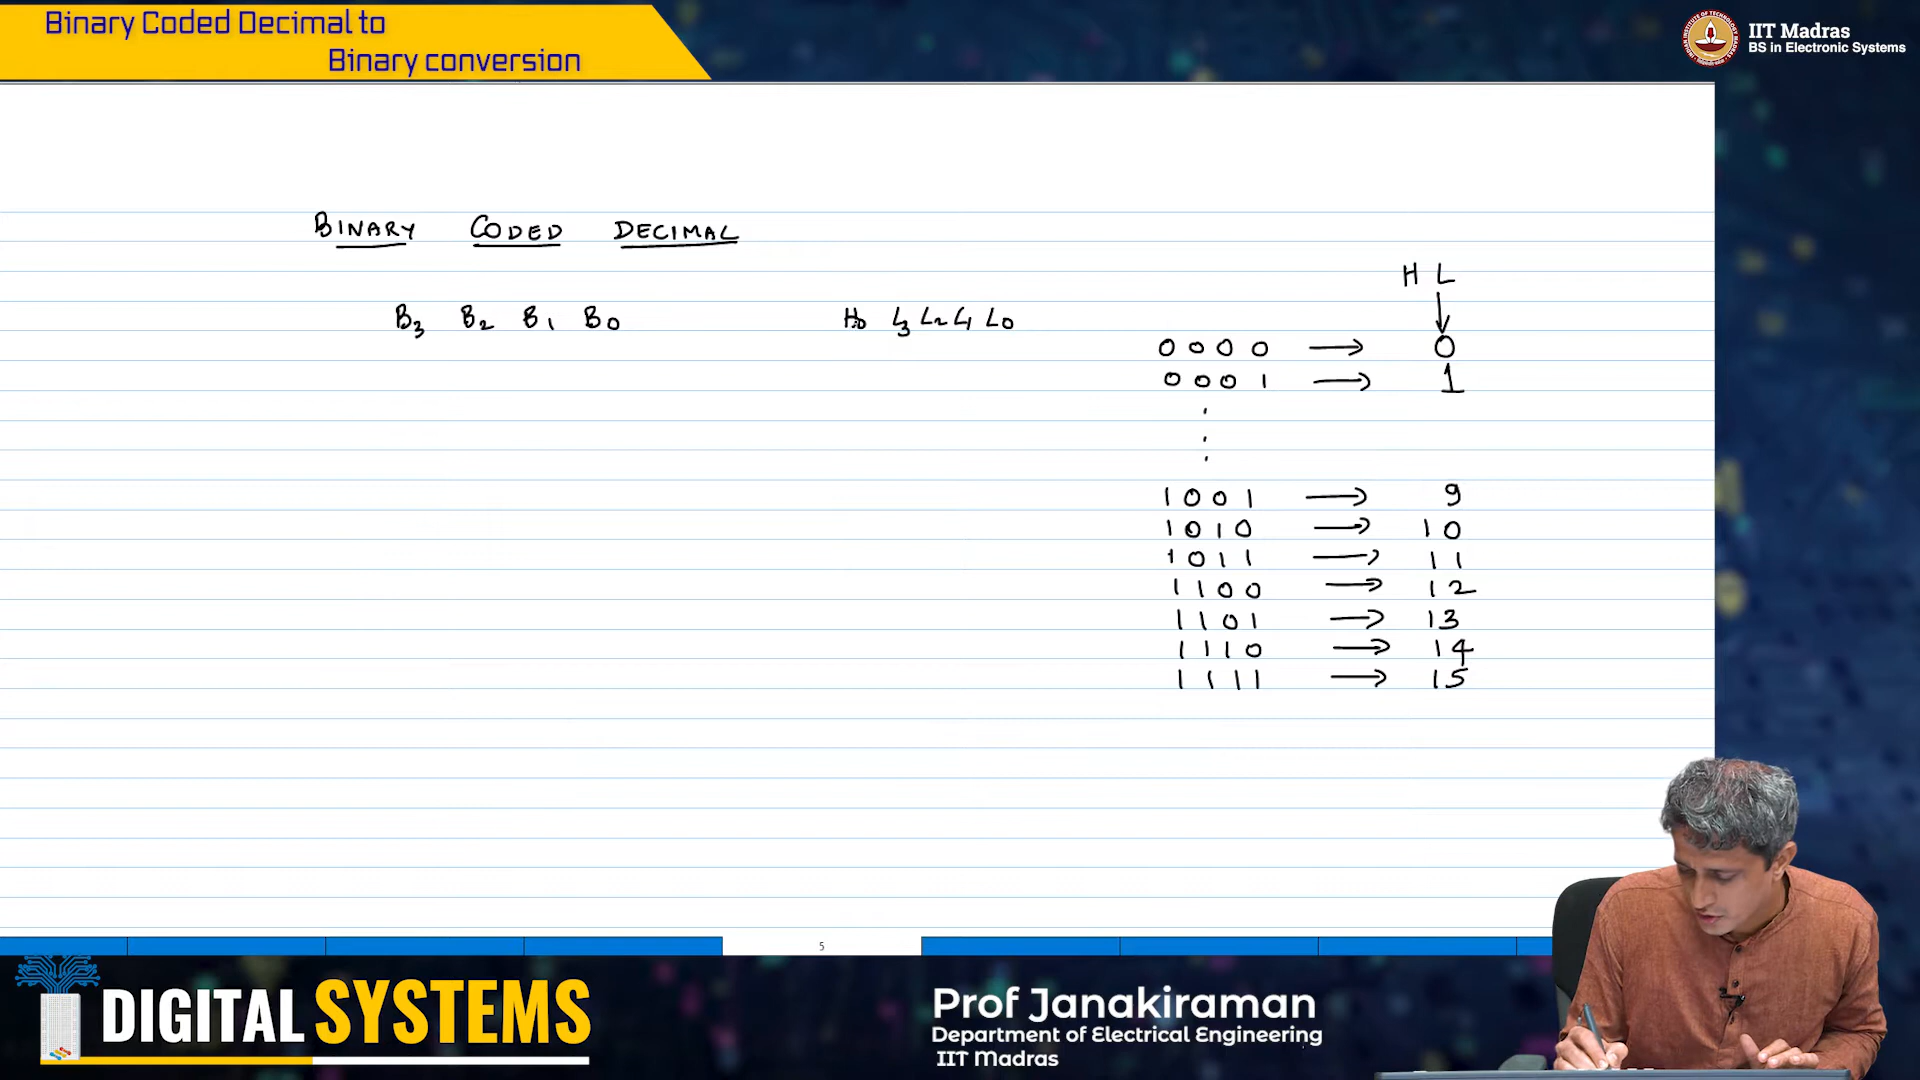 Binary Coded Decimal to
Binary conversion
IIT Madras
BS in Electronic Systems
BINARY CODED DECIMAL
H L
B3 B2 B1 B0 H0 L3 L2 L1 L0
0 0 0 0 → 0
0 0 0 1 → 1
1 0 0 1 → 9
1 0 1 0 → 10
1 0 1 1 → 11
1 1 0 0 → 12
1 1 0 1 → 13
1 1 1 0 → 14
1 1 1 1 → 15
5
DIGITAL SYSTEMS
Prof Janakiraman
Department of Electrical Engineering
IIT Madras